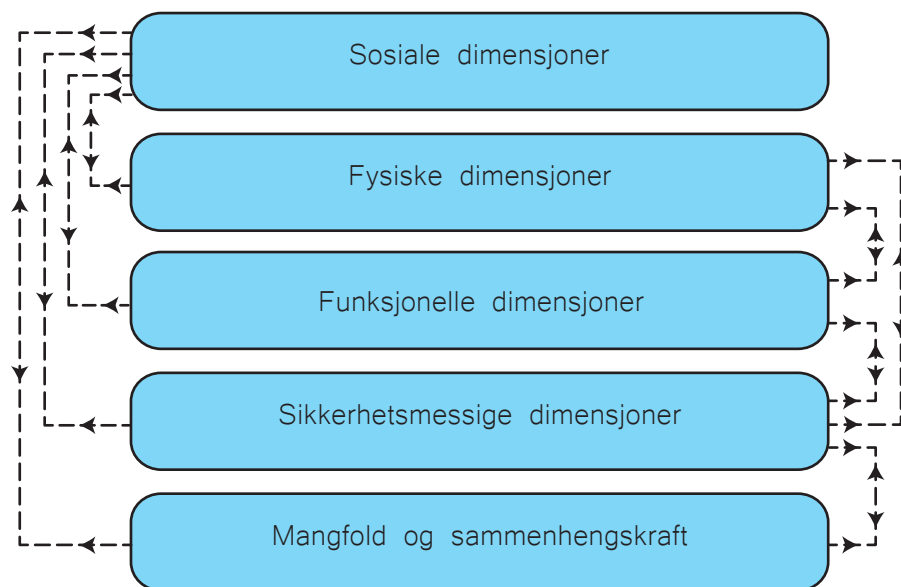 Sosiale dimensjoner
Fysiske dimensjoner
Funksjonelle dimensjoner
Sikkerhetsmessige dimensjoner
Mangfold og sammenhengskraft